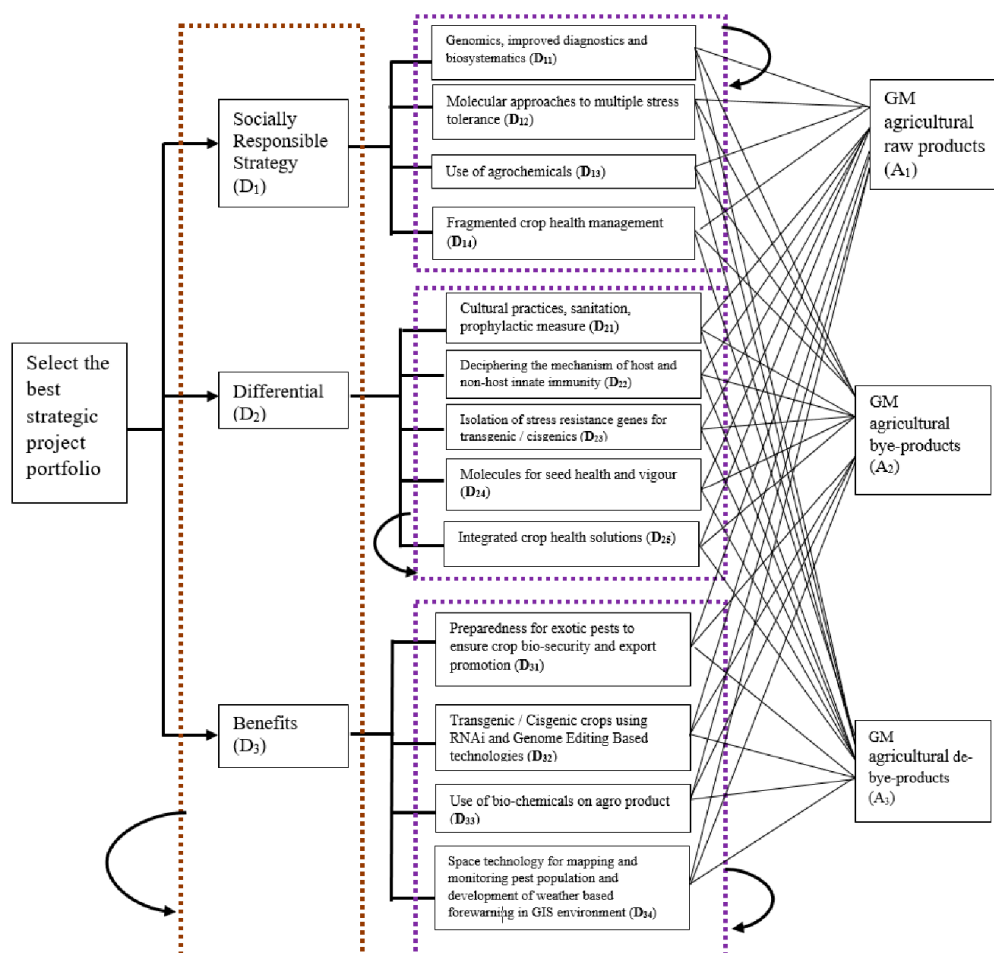 Select the
best
strategic
project
portfolio
Socially
Responsible
Strategy
(D1)
Differential
(D2)
Benefits
(D3)
Genomics, improved diagnostics and
biosystematics (D11)
Molecular approaches to multiple stress
tolerance (D12)
Use of agrochemicals (D13)
Fragmented crop health management
(D14)
Cultural practices, sanitation,
prophylactic measure (D21)
Deciphering the mechanism of host and
non-host innate immunity (D22)
Isolation of stress resistance genes for
transgenic / cisgenics (D23)
Molecules for seed health and vigour
(D24)
Integrated crop health solutions (D25)
Preparedness for exotic pests to
ensure crop bio-security and export
promotion (D31)
Transgenic / Cisgenic crops using
RNAi and Genome Editing Based
technologies (D32)
Use of bio-chemicals on agro product
(D33)
Space technology for mapping and
monitoring pest population and
development of weather based
forewarning in GIS environment (D34)
GM
agricultural
raw products
(A1)
GM
agricultural
bye-products
(A2)
GM
agricultural de-
bye-products
(A3)